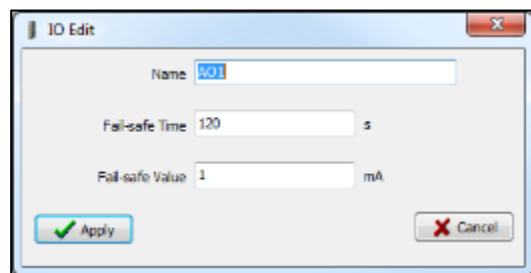 IO Edit
Name AO1
Fail-safe Time 120 s
Fail-safe Value 1 mA
Apply Cancel